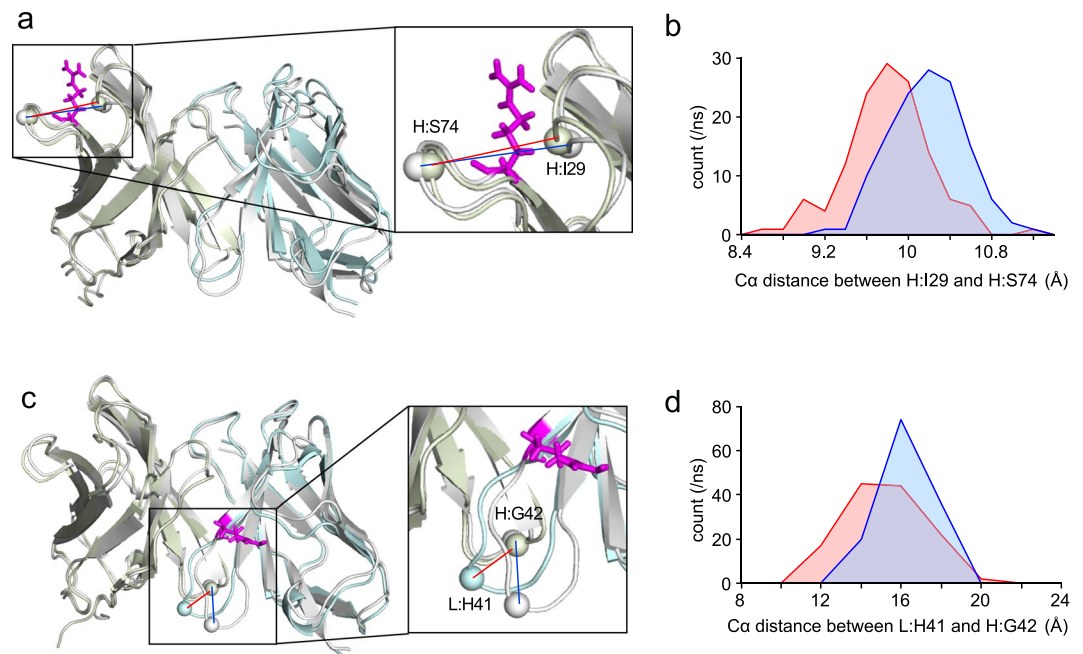 a
H:S74
H:I29
b
30
20
10
0
count (/ns)
8.4
9.2
10
10.8
Cα distance between H:I29 and H:S74 (Å)
c
H:G42
L:H41
d
80
60
40
20
0
count (/ns)
8
12
16
20
24
Cα distance between L:H41 and H:G42 (Å)